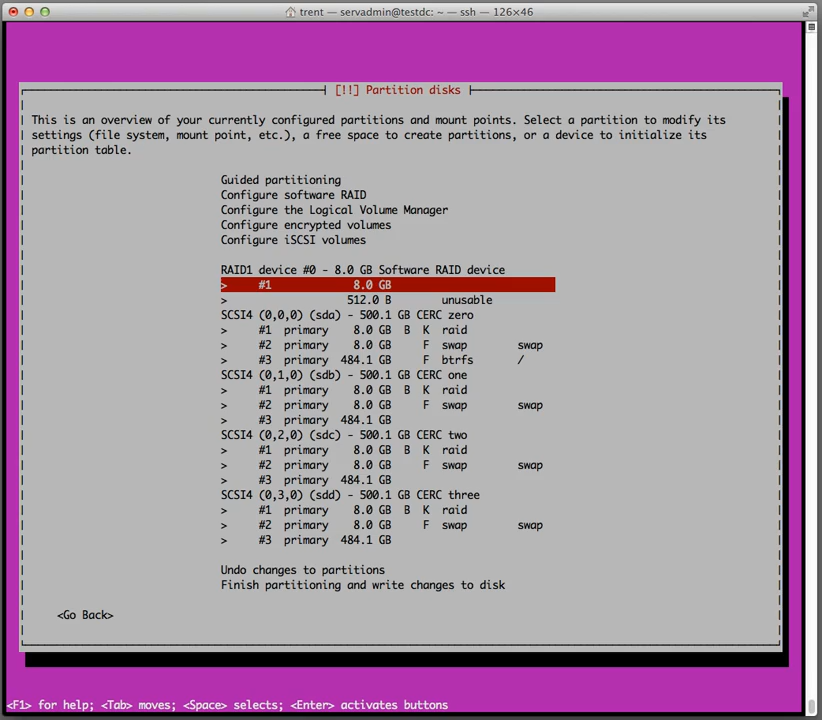 trent — servadmin@testdc: ~ — ssh — 126×46
[!!] Partition disks
This is an overview of your currently configured partitions and mount points. Select a partition to modify its
settings (file system, mount point, etc.), a free space to create partitions, or a device to initialize its
partition table.
Guided partitioning
Configure software RAID
Configure the Logical Volume Manager
Configure encrypted volumes
Configure iSCSI volumes
RAID1 device #0 - 8.0 GB Software RAID device
> #1 8.0 GB
> 512.0 B unusable
SCSI4 (0,0,0) (sda) - 500.1 GB CERC zero
> #1 primary 8.0 GB B K raid
> #2 primary 8.0 GB F swap swap
> #3 primary 484.1 GB F btrfs /
SCSI4 (0,1,0) (sdb) - 500.1 GB CERC one
> #1 primary 8.0 GB B K raid
> #2 primary 8.0 GB F swap swap
> #3 primary 484.1 GB
SCSI4 (0,2,0) (sdc) - 500.1 GB CERC two
> #1 primary 8.0 GB B K raid
> #2 primary 8.0 GB F swap swap
> #3 primary 484.1 GB
SCSI4 (0,3,0) (sdd) - 500.1 GB CERC three
> #1 primary 8.0 GB B K raid
> #2 primary 8.0 GB F swap swap
> #3 primary 484.1 GB
Undo changes to partitions
Finish partitioning and write changes to disk
<Go Back>
<F1> for help; <Tab> moves; <Space> selects; <Enter> activates buttons